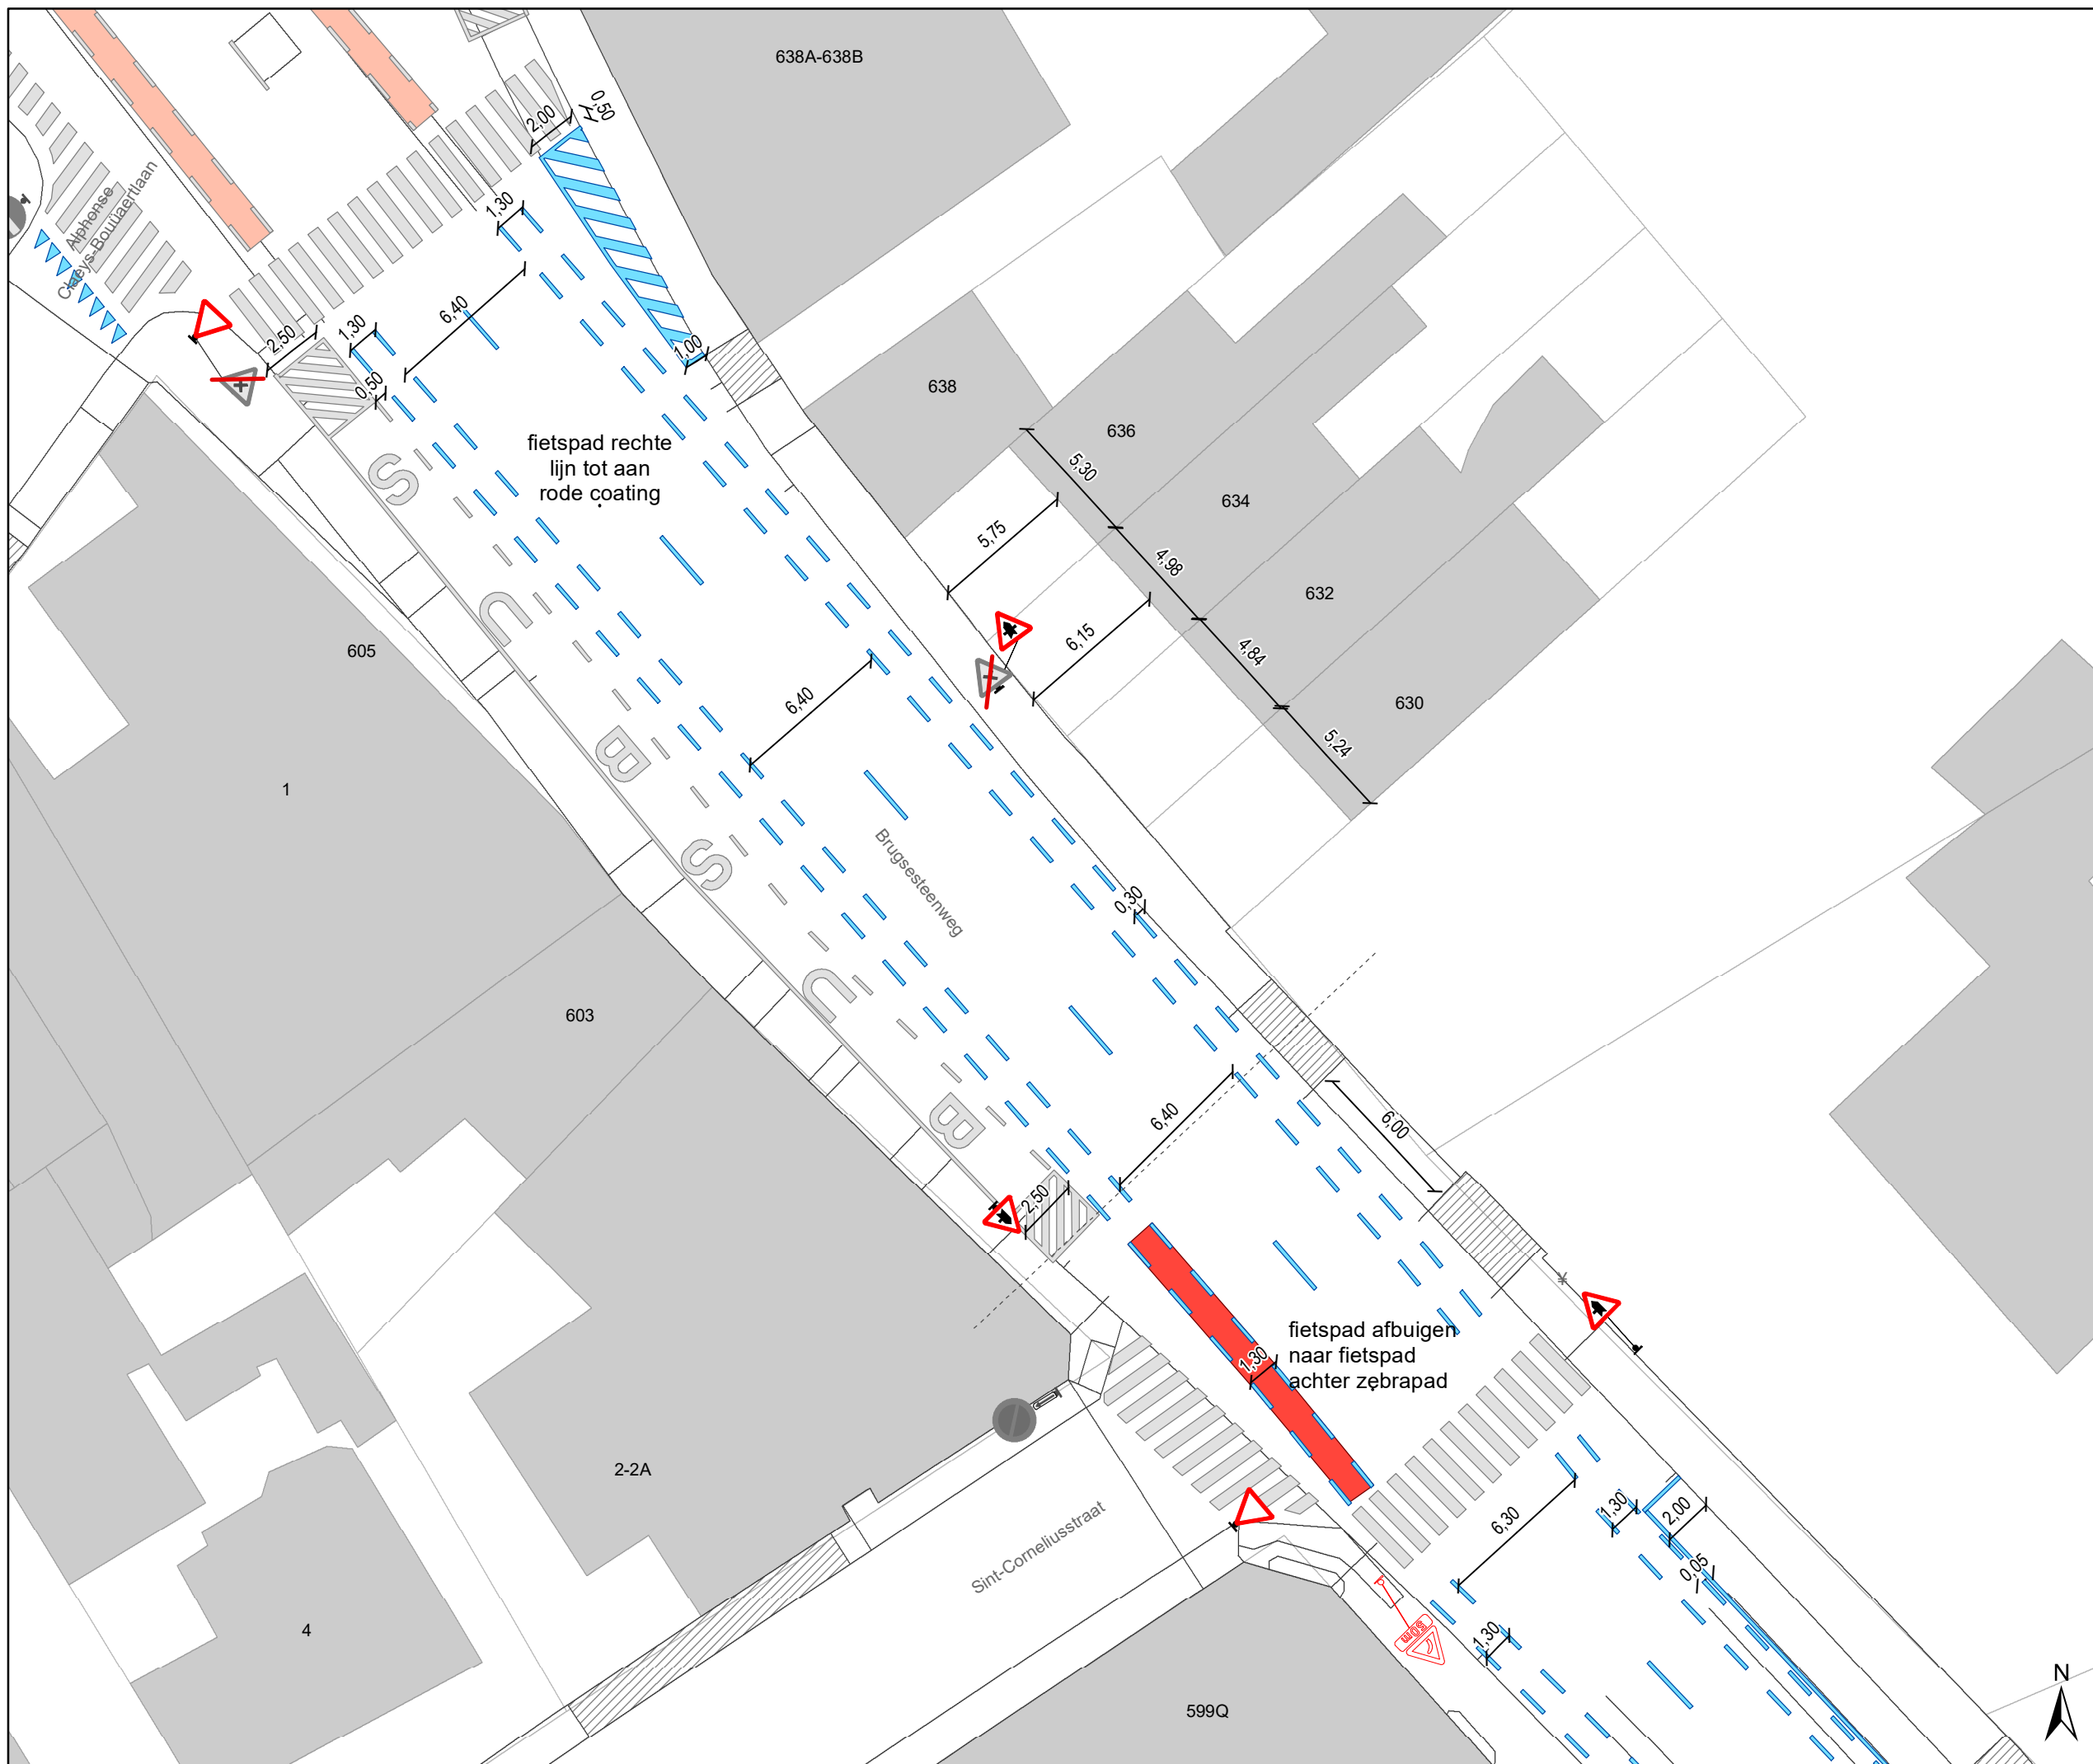 638A-638B
0,50
2,00
Alphonse
Claeys-Bouüaertlaan
1,30
6,40
2,50
1,30
0,50
1,00
638
636
fietspad rechte
lijn tot aan
rode coating
5,30
634
5,75
4,98
632
BUS
605
6,15
4,84
630
6,40
5,24
1
Brugsesteenweg
BUS
0,30
603
6,40
6,00
2,50
fietspad afbuigen
naar fietspad
achter zebrapad
1,30
2-2A
6,30
1,30
2,00
Sint-Corneliusstraat
0,05
4
50m
1,30
599Q
N